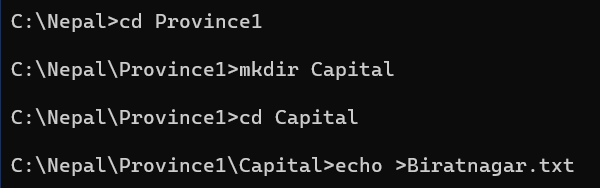 C:\Nepal>cd Province1
C:\Nepal\Province1>mkdir Capital
C:\Nepal\Province1>cd Capital
C:\Nepal\Province1\Capital>echo >Biratnagar.txt